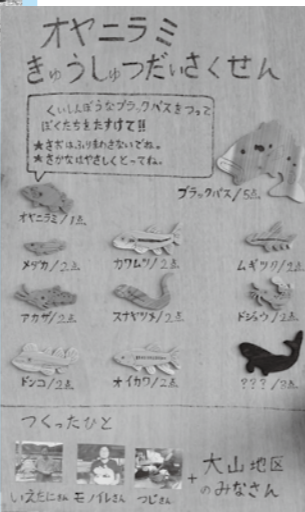 オヤニラミ
きゅうしゅつだいさくせん
くいしんぼうなブラックバスをつって
ぼくたちをたすけて!!
★さおはふりまわさないでね。
★さかなはやさしくとってね。
ブラックバス/5点
オヤニラミ/1点
メダカ/2点
カワムツ/2点
ムギツク/2点
アカザ/2点
スナヤツメ/2点
ドジョウ/2点
ドンコ/2点
オイカワ/2点
???/3点
つくったひと
いえたにさん モノイレさん つじさん
+ 大山地区
のみなさん